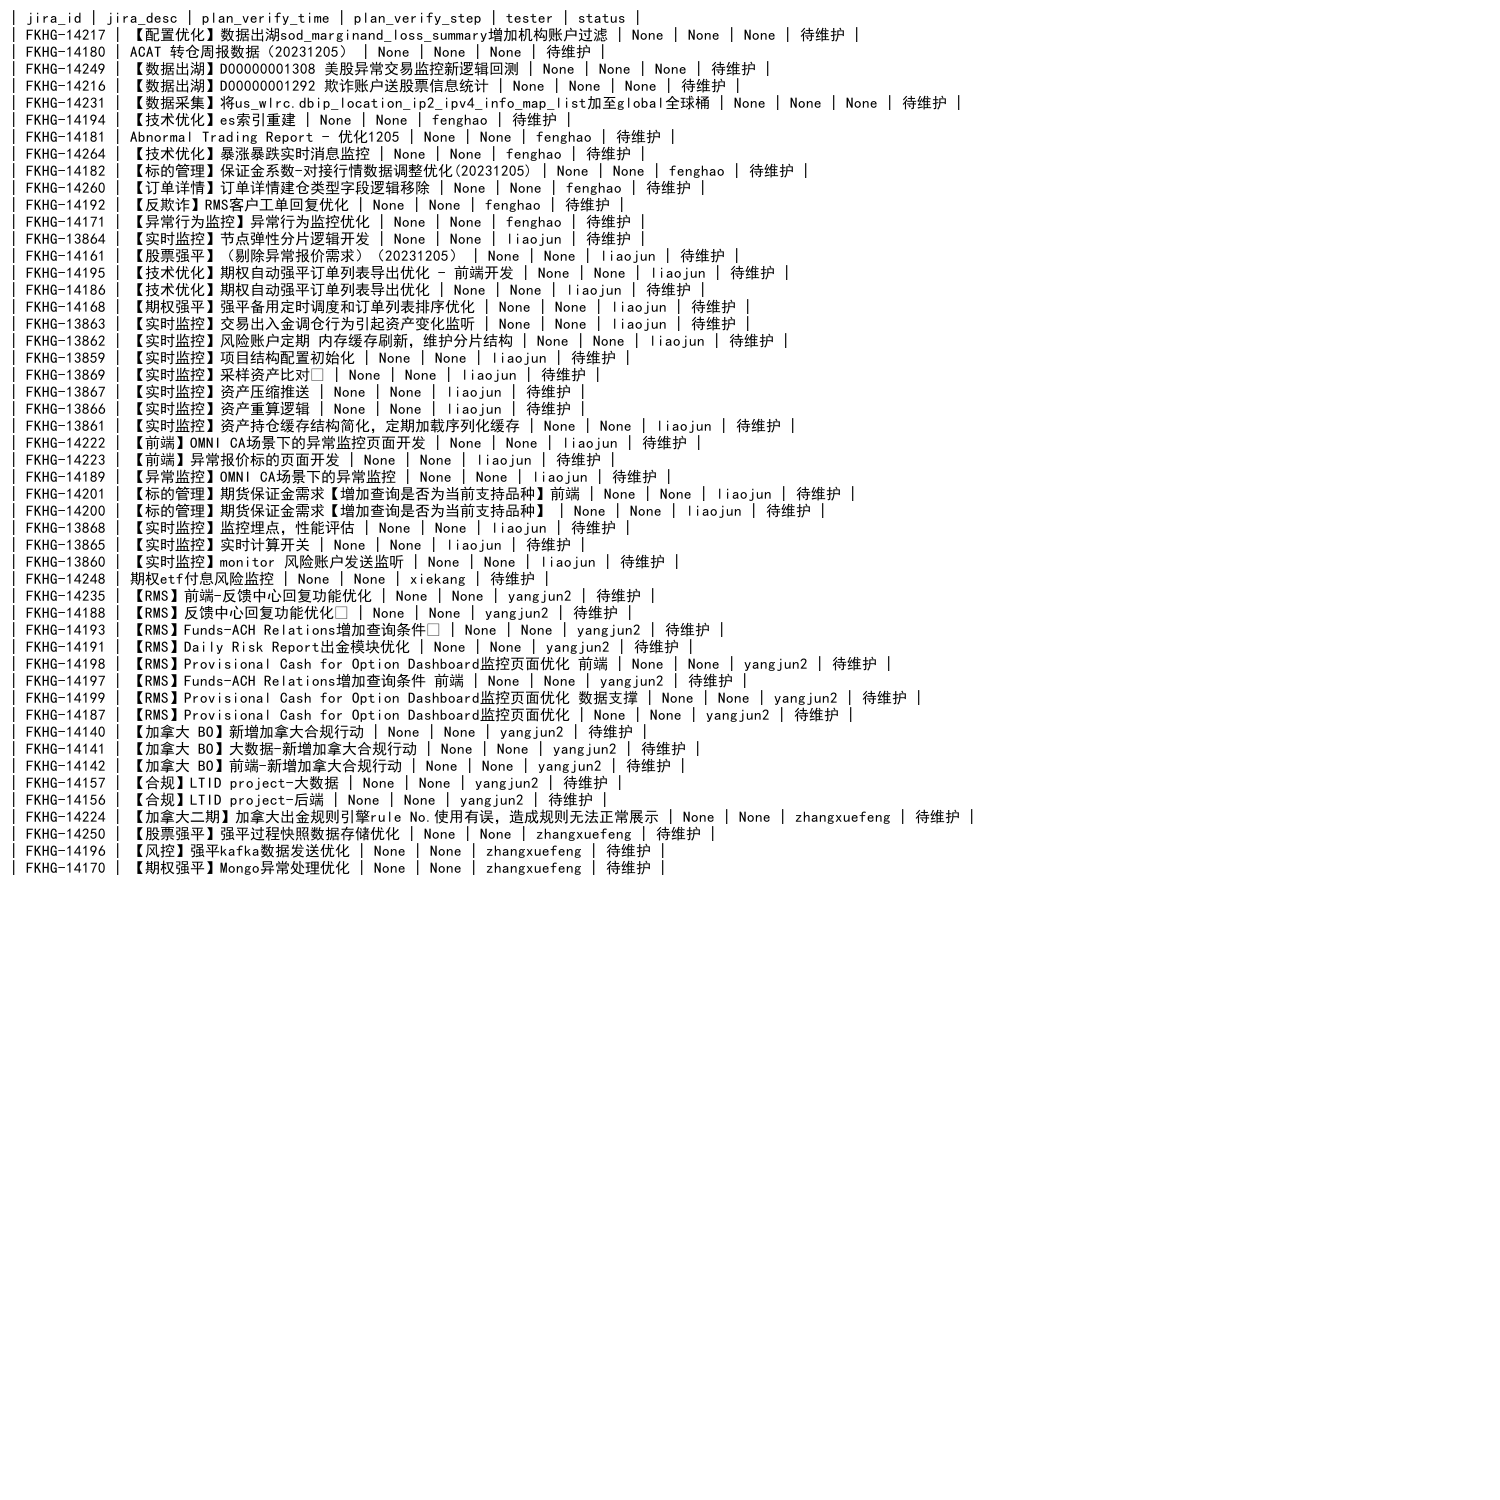 | jira_id | jira_desc | plan_verify_time | plan_verify_step | tester | status |
| FKHG-14217 | 【配置优化】数据出湖sod_marginand_loss_summary增加机构账户过滤 | None | None | None | 待维护 |
| FKHG-14180 | ACAT 转仓周报数据（20231205） | None | None | None | 待维护 |
| FKHG-14249 | 【数据出湖】D00000001308 美股异常交易监控新逻辑回测 | None | None | None | 待维护 |
| FKHG-14216 | 【数据出湖】D00000001292 欺诈账户送股票信息统计 | None | None | None | 待维护 |
| FKHG-14231 | 【数据采集】将us_wlrc.dbip_location_ip2_ipv4_info_map_list加至global全球桶 | None | None | None | 待维护 |
| FKHG-14194 | 【技术优化】es索引重建 | None | None | fenghao | 待维护 |
| FKHG-14181 | Abnormal Trading Report - 优化1205 | None | None | fenghao | 待维护 |
| FKHG-14264 | 【技术优化】暴涨暴跌实时消息监控 | None | None | fenghao | 待维护 |
| FKHG-14182 | 【标的管理】保证金系数-对接行情数据调整优化(20231205) | None | None | fenghao | 待维护 |
| FKHG-14260 | 【订单详情】订单详情建仓类型字段逻辑移除 | None | None | fenghao | 待维护 |
| FKHG-14192 | 【反欺诈】RMS客户工单回复优化 | None | None | fenghao | 待维护 |
| FKHG-14171 | 【异常行为监控】异常行为监控优化 | None | None | fenghao | 待维护 |
| FKHG-13864 | 【实时监控】节点弹性分片逻辑开发 | None | None | liaojun | 待维护 |
| FKHG-14161 | 【股票强平】（剔除异常报价需求）（20231205） | None | None | liaojun | 待维护 |
| FKHG-14195 | 【技术优化】期权自动强平订单列表导出优化 - 前端开发 | None | None | liaojun | 待维护 |
| FKHG-14186 | 【技术优化】期权自动强平订单列表导出优化 | None | None | liaojun | 待维护 |
| FKHG-14168 | 【期权强平】强平备用定时调度和订单列表排序优化 | None | None | liaojun | 待维护 |
| FKHG-13863 | 【实时监控】交易出入金调仓行为引起资产变化监听 | None | None | liaojun | 待维护 |
| FKHG-13862 | 【实时监控】风险账户定期 内存缓存刷新，维护分片结构 | None | None | liaojun | 待维护 |
| FKHG-13859 | 【实时监控】项目结构配置初始化 | None | None | liaojun | 待维护 |
| FKHG-13869 | 【实时监控】采样资产比对□ | None | None | liaojun | 待维护 |
| FKHG-13867 | 【实时监控】资产压缩推送 | None | None | liaojun | 待维护 |
| FKHG-13866 | 【实时监控】资产重算逻辑 | None | None | liaojun | 待维护 |
| FKHG-13861 | 【实时监控】资产持仓缓存结构简化，定期加载序列化缓存 | None | None | liaojun | 待维护 |
| FKHG-14222 | 【前端】OMNI CA场景下的异常监控页面开发 | None | None | liaojun | 待维护 |
| FKHG-14223 | 【前端】异常报价标的页面开发 | None | None | liaojun | 待维护 |
| FKHG-14189 | 【异常监控】OMNI CA场景下的异常监控 | None | None | liaojun | 待维护 |
| FKHG-14201 | 【标的管理】期货保证金需求【增加查询是否为当前支持品种】前端 | None | None | liaojun | 待维护 |
| FKHG-14200 | 【标的管理】期货保证金需求【增加查询是否为当前支持品种】 | None | None | liaojun | 待维护 |
| FKHG-13868 | 【实时监控】监控埋点，性能评估 | None | None | liaojun | 待维护 |
| FKHG-13865 | 【实时监控】实时计算开关 | None | None | liaojun | 待维护 |
| FKHG-13860 | 【实时监控】monitor 风险账户发送监听 | None | None | liaojun | 待维护 |
| FKHG-14248 | 期权etf付息风险监控 | None | None | xiekang | 待维护 |
| FKHG-14235 | 【RMS】前端-反馈中心回复功能优化 | None | None | yangjun2 | 待维护 |
| FKHG-14188 | 【RMS】反馈中心回复功能优化□ | None | None | yangjun2 | 待维护 |
| FKHG-14193 | 【RMS】Funds-ACH Relations增加查询条件□ | None | None | yangjun2 | 待维护 |
| FKHG-14191 | 【RMS】Daily Risk Report出金模块优化 | None | None | yangjun2 | 待维护 |
| FKHG-14198 | 【RMS】Provisional Cash for Option Dashboard监控页面优化 前端 | None | None | yangjun2 | 待维护 |
| FKHG-14197 | 【RMS】Funds-ACH Relations增加查询条件 前端 | None | None | yangjun2 | 待维护 |
| FKHG-14199 | 【RMS】Provisional Cash for Option Dashboard监控页面优化 数据支撑 | None | None | yangjun2 | 待维护 |
| FKHG-14187 | 【RMS】Provisional Cash for Option Dashboard监控页面优化 | None | None | yangjun2 | 待维护 |
| FKHG-14140 | 【加拿大 BO】新增加拿大合规行动 | None | None | yangjun2 | 待维护 |
| FKHG-14141 | 【加拿大 BO】大数据-新增加拿大合规行动 | None | None | yangjun2 | 待维护 |
| FKHG-14142 | 【加拿大 BO】前端-新增加拿大合规行动 | None | None | yangjun2 | 待维护 |
| FKHG-14157 | 【合规】LTID project-大数据 | None | None | yangjun2 | 待维护 |
| FKHG-14156 | 【合规】LTID project-后端 | None | None | yangjun2 | 待维护 |
| FKHG-14224 | 【加拿大二期】加拿大出金规则引擎rule No.使用有误，造成规则无法正常展示 | None | None | zhangxuefeng | 待维护 |
| FKHG-14250 | 【股票强平】强平过程快照数据存储优化 | None | None | zhangxuefeng | 待维护 |
| FKHG-14196 | 【风控】强平kafka数据发送优化 | None | None | zhangxuefeng | 待维护 |
| FKHG-14170 | 【期权强平】Mongo异常处理优化 | None | None | zhangxuefeng | 待维护 |